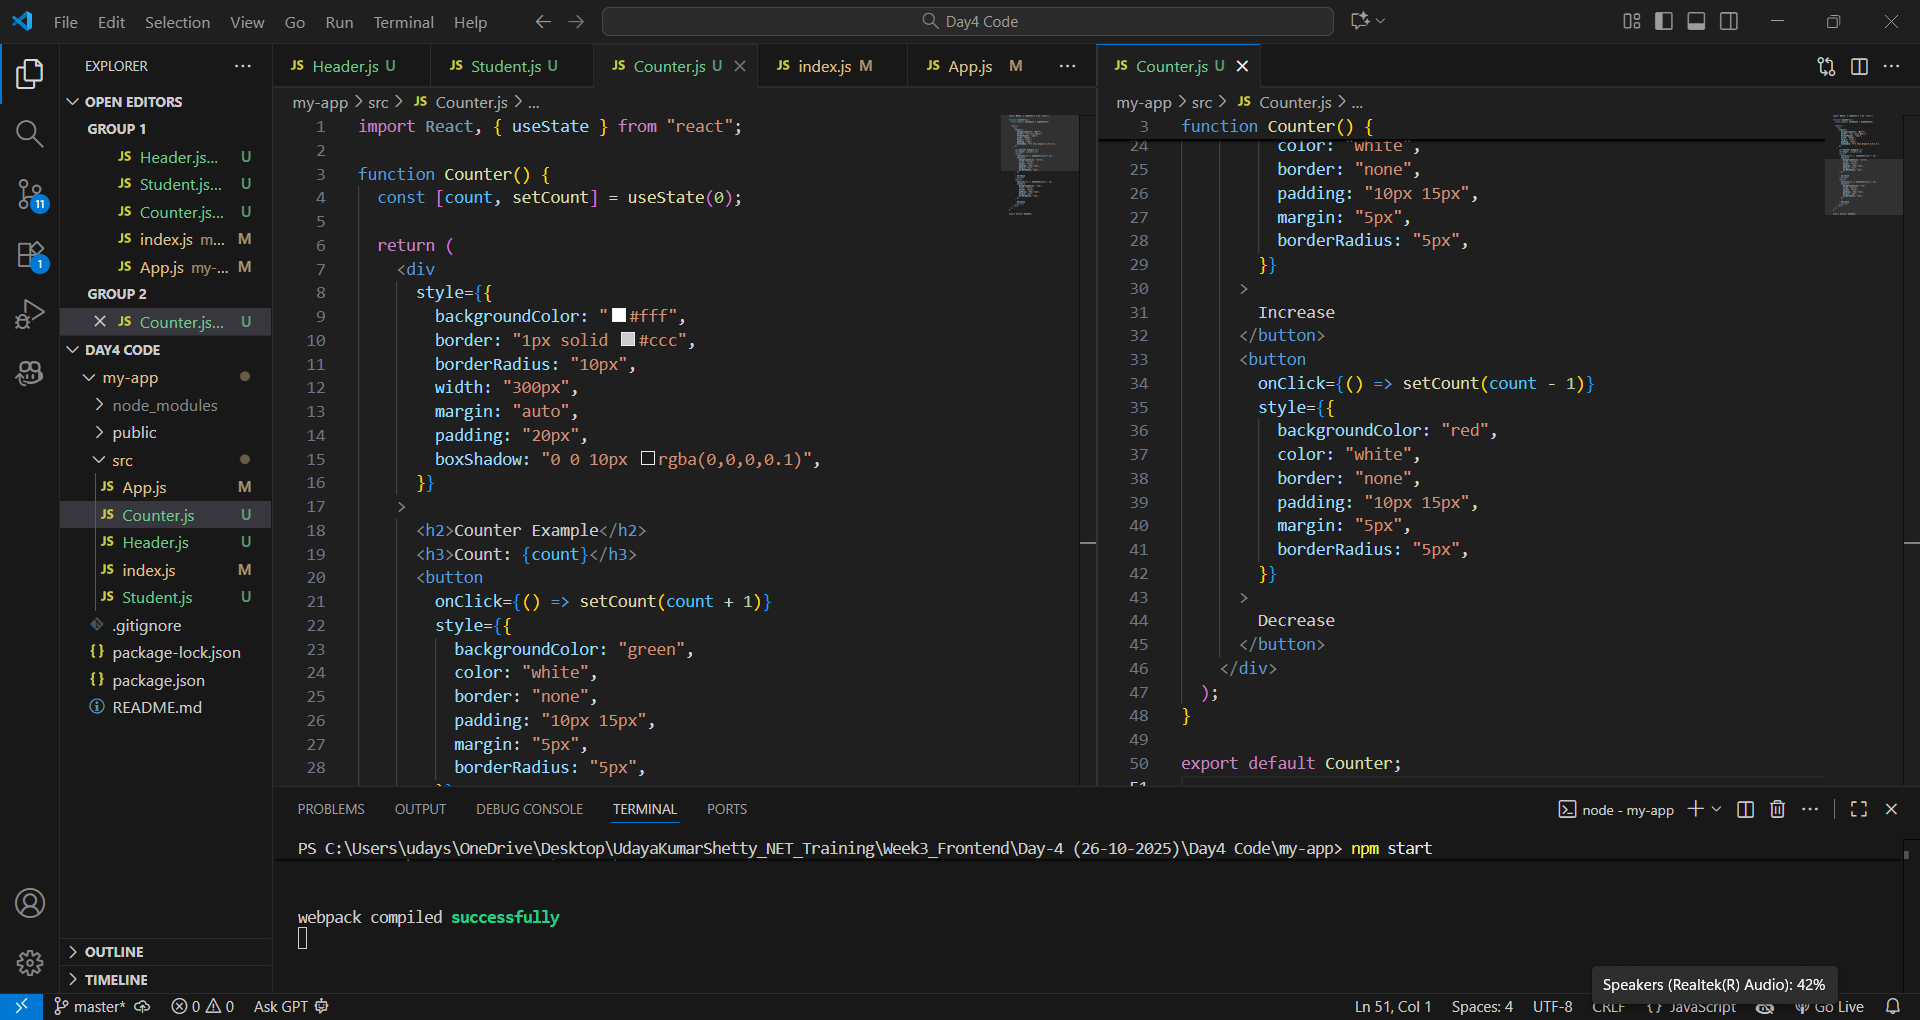 File Edit Selection View Go Run Terminal Help
Day4 Code
EXPLORER
OPEN EDITORS
GROUP 1
JS Header.js... U
JS Student.js... U
JS Counter.js... U
JS index.js m... M
JS App.js my-... M
GROUP 2
JS Counter.js... U
DAY4 CODE
my-app
node_modules
public
src
JS App.js M
JS Counter.js U
JS Header.js U
JS index.js M
JS Student.js U
.gitignore
{} package-lock.json
{} package.json
README.md
OUTLINE
TIMELINE
11
1
JS Header.js U JS Student.js U JS Counter.js U JS index.js M JS App.js M ...
my-app > src > JS Counter.js > ...
1 import React, { useState } from "react";
2
3 function Counter() {
4 const [count, setCount] = useState(0);
5
6 return (
7 <div
8 style={{
9 backgroundColor: "#fff",
10 border: "1px solid #ccc",
11 borderRadius: "10px",
12 width: "300px",
13 margin: "auto",
14 padding: "20px",
15 boxShadow: "0 0 10px rgba(0,0,0,0.1)",
16 }}
17 >
18 <h2>Counter Example</h2>
19 <h3>Count: {count}</h3>
20 <button
21 onClick={() => setCount(count + 1)}
22 style={{
23 backgroundColor: "green",
24 color: "white",
25 border: "none",
26 padding: "10px 15px",
27 margin: "5px",
28 borderRadius: "5px",
JS Counter.js U
my-app > src > JS Counter.js > ...
3 function Counter() {
24 color: "white",
25 border: "none",
26 padding: "10px 15px",
27 margin: "5px",
28 borderRadius: "5px",
29 }}
30 >
31 Increase
32 </button>
33 <button
34 onClick={() => setCount(count - 1)}
35 style={{
36 backgroundColor: "red",
37 color: "white",
38 border: "none",
39 padding: "10px 15px",
40 margin: "5px",
41 borderRadius: "5px",
42 }}
43 >
44 Decrease
45 </button>
46 </div>
47 );
48 }
49
50 export default Counter;
51
PROBLEMS OUTPUT DEBUG CONSOLE TERMINAL PORTS
node - my-app
PS C:\Users\udays\OneDrive\Desktop\UdayaKumarShetty_NET_Training\Week3_Frontend\Day-4 (26-10-2025)\Day4 Code\my-app> npm start
webpack compiled successfully
Speakers (Realtek(R) Audio): 42%
master* 0 0 Ask GPT
Ln 51, Col 1 Spaces: 4 UTF-8 CRLF {} JavaScript Go Live